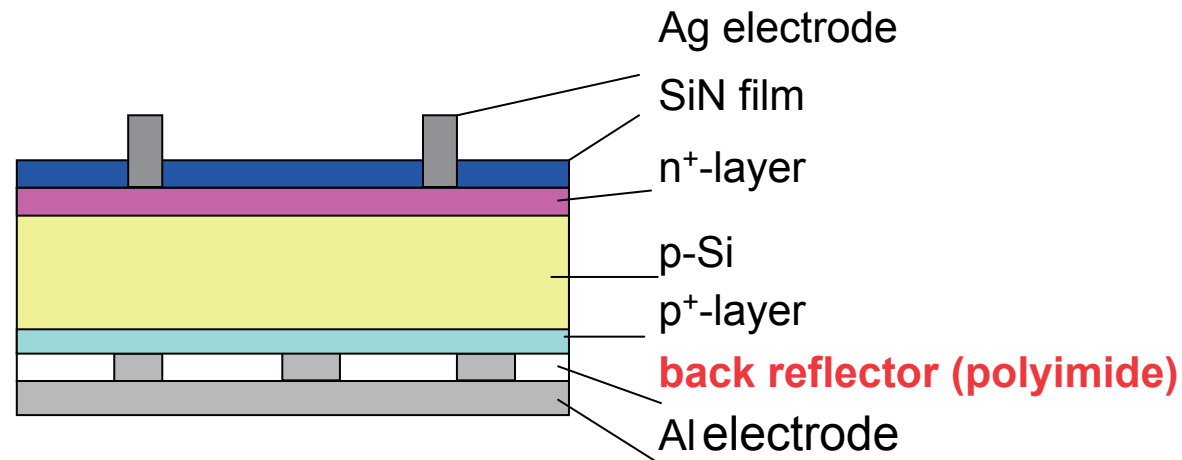 Ag electrode
SiN film
n⁺-layer
p-Si
p⁺-layer
back reflector (polyimide)
Al electrode